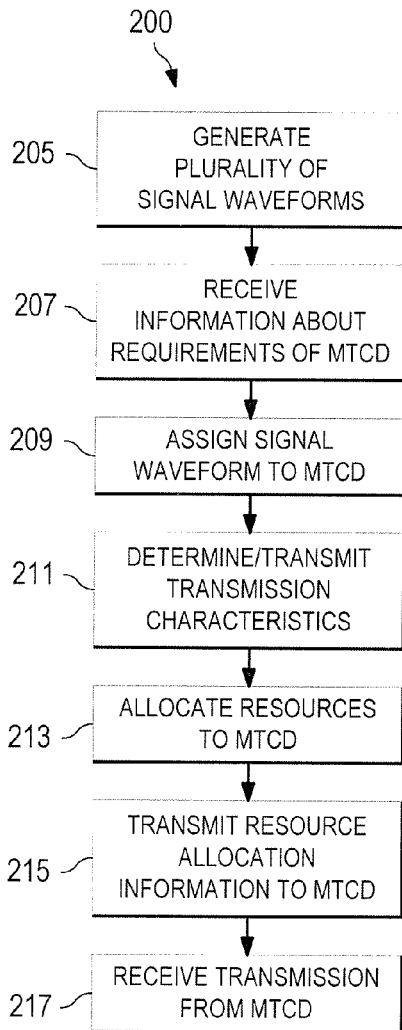 200
205
GENERATE
PLURALITY OF
SIGNAL WAVEFORMS
207
RECEIVE
INFORMATION ABOUT
REQUIREMENTS OF MTCD
209
ASSIGN SIGNAL
WAVEFORM TO MTCD
211
DETERMINE/TRANSMIT
TRANSMISSION
CHARACTERISTICS
213
ALLOCATE RESOURCES
TO MTCD
215
TRANSMIT RESOURCE
ALLOCATION
INFORMATION TO MTCD
217
RECEIVE TRANSMISSION
FROM MTCD